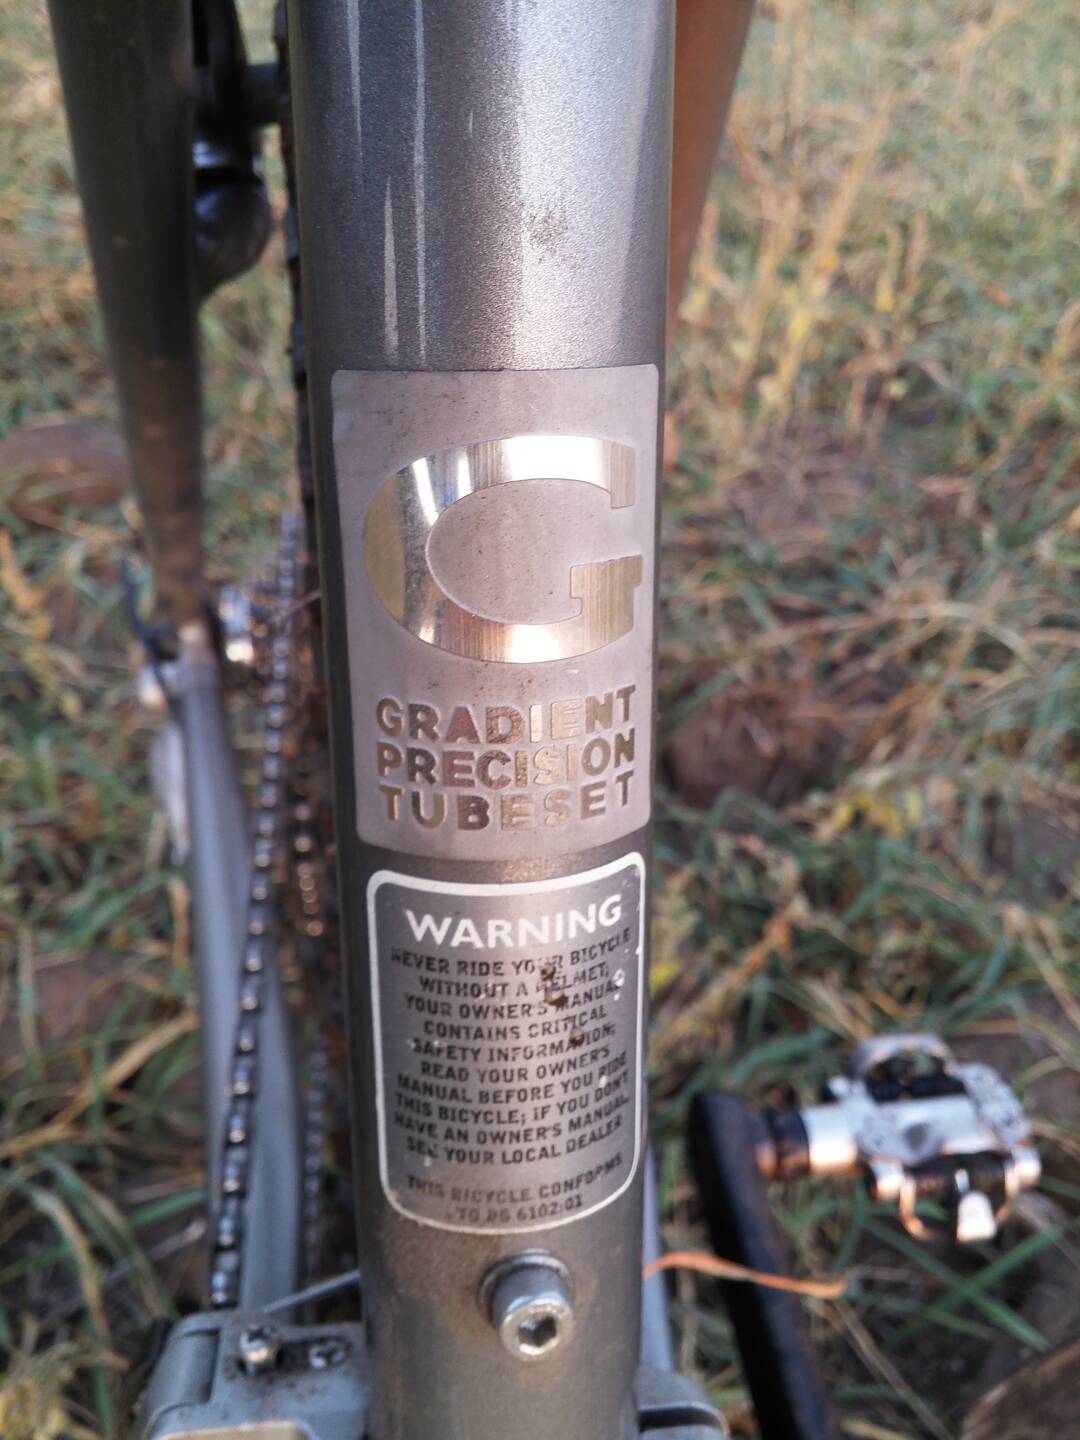 G
GRADIENT
PRECISION
TUBESET
WARNING
NEVER RIDE YOUR BICYCLE
WITHOUT A HELMET,
YOUR OWNER'S MANUAL
CONTAINS CRITICAL
SAFETY INFORMATION;
READ YOUR OWNER'S
MANUAL BEFORE YOU RIDE
THIS BICYCLE; IF YOU DON'T
HAVE AN OWNER'S MANUAL
SEE YOUR LOCAL DEALER
THIS BICYCLE CONFORMS
TO BS 6102:01